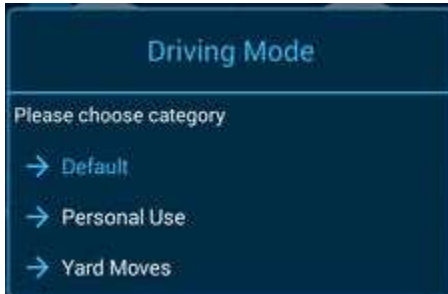 Driving Mode
Please choose category
Default
Personal Use
Yard Moves